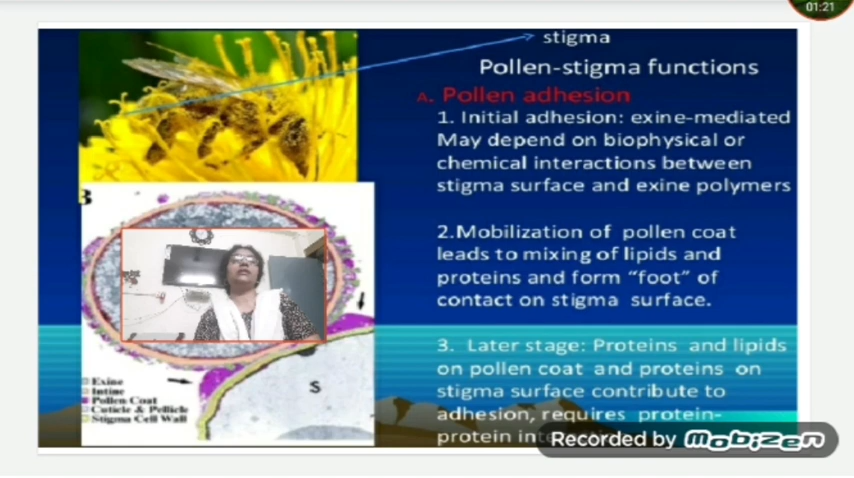 01:21
stigma
Pollen-stigma functions
A. Pollen adhesion
1. Initial adhesion: exine-mediated
May depend on biophysical or
chemical interactions between
stigma surface and exine polymers
2.Mobilization of pollen coat
leads to mixing of lipids and
proteins and form “foot” of
contact on stigma surface.
3. Later stage: Proteins and lipids
on pollen coat and proteins on
stigma surface contribute to
adhesion, requires protein-
protein
B
S
Exine
Intine
Pollen Coat
Cuticle & Pellicle
Stigma Cell Wall
Recorded by mobizen